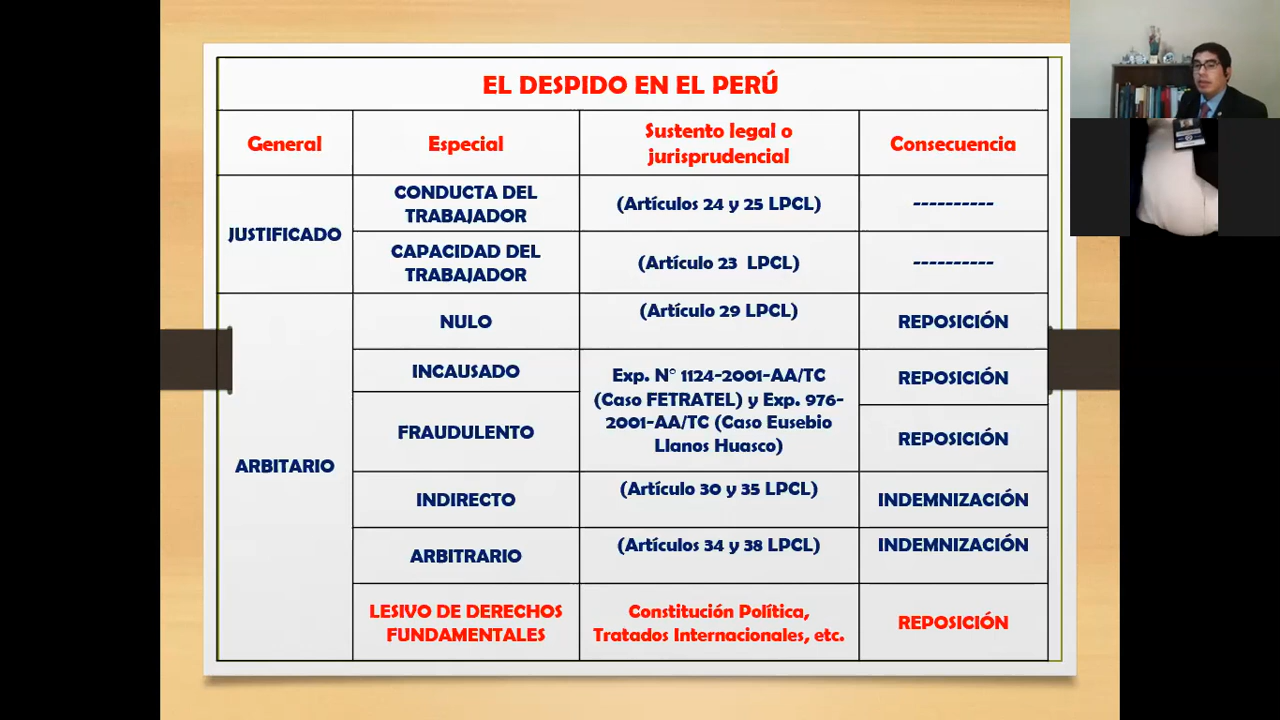 EL DESPIDO EN EL PERÚ
General
Especial
Sustento legal o
jurisprudencial
Consecuencia
JUSTIFICADO
CONDUCTA DEL
TRABAJADOR
(Artículos 24 y 25 LPCL)
----------
CAPACIDAD DEL
TRABAJADOR
(Artículo 23 LPCL)
----------
ARBITARIO
NULO
(Artículo 29 LPCL)
REPOSICIÓN
INCAUSADO
Exp. N° 1124-2001-AA/TC
(Caso FETRATEL) y Exp. 976-
2001-AA/TC (Caso Eusebio
Llanos Huasco)
REPOSICIÓN
FRAUDULENTO
REPOSICIÓN
INDIRECTO
(Artículo 30 y 35 LPCL)
INDEMNIZACIÓN
ARBITRARIO
(Artículos 34 y 38 LPCL)
INDEMNIZACIÓN
LESIVO DE DERECHOS
FUNDAMENTALES
Constitución Política,
Tratados Internacionales, etc.
REPOSICIÓN